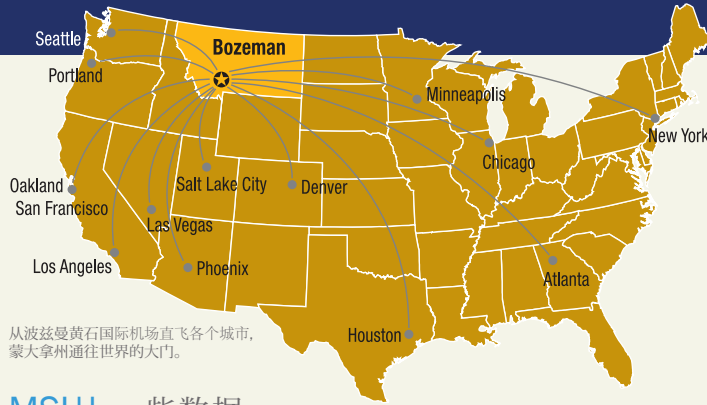 Seattle
Bozeman
Portland
Minneapolis
New York
Chicago
Oakland
Salt Lake City
Denver
San Francisco
Las Vegas
Los Angeles
Phoenix
Atlanta
Houston
从波兹曼黄石国际机场直飞各个城市，
蒙大拿州通往世界的大门。